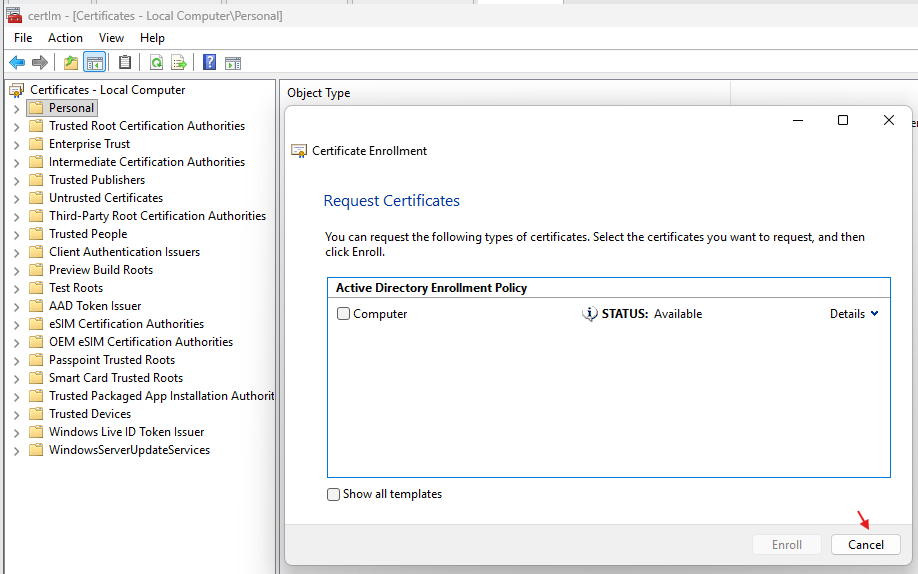 certlm - [Certificates - Local Computer\Personal]
File Action View Help
Certificates - Local Computer
Personal
Trusted Root Certification Authorities
Enterprise Trust
Intermediate Certification Authorities
Trusted Publishers
Untrusted Certificates
Third-Party Root Certification Authorities
Trusted People
Client Authentication Issuers
Preview Build Roots
Test Roots
AAD Token Issuer
eSIM Certification Authorities
OEM eSIM Certification Authorities
Passpoint Trusted Roots
Smart Card Trusted Roots
Trusted Packaged App Installation Authorit
Trusted Devices
Windows Live ID Token Issuer
WindowsServerUpdateServices
Object Type
Certificate Enrollment
Request Certificates
You can request the following types of certificates. Select the certificates you want to request, and then
click Enroll.
Active Directory Enrollment Policy
Computer STATUS: Available Details
Show all templates
Enroll Cancel